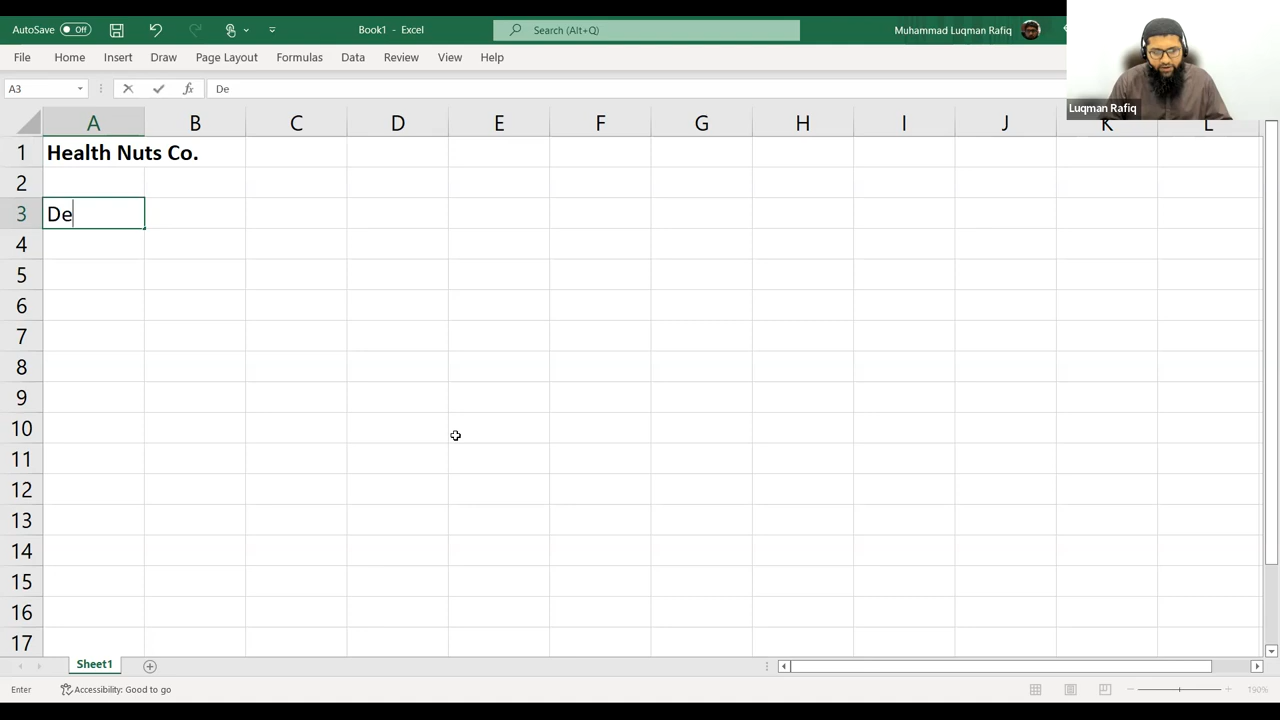 AutoSave Off Book1 - Excel Search (Alt+Q) Muhammad Luqman Rafiq
File Home Insert Draw Page Layout Formulas Data Review View Help
Luqman Rafiq
A3 fx De
A B C D E F G H I J K L
1 Health Nuts Co.
2
3 De
4
5
6
7
8
9
10
11
12
13
14
15
16
17
Sheet1
Enter Accessibility: Good to go 190%